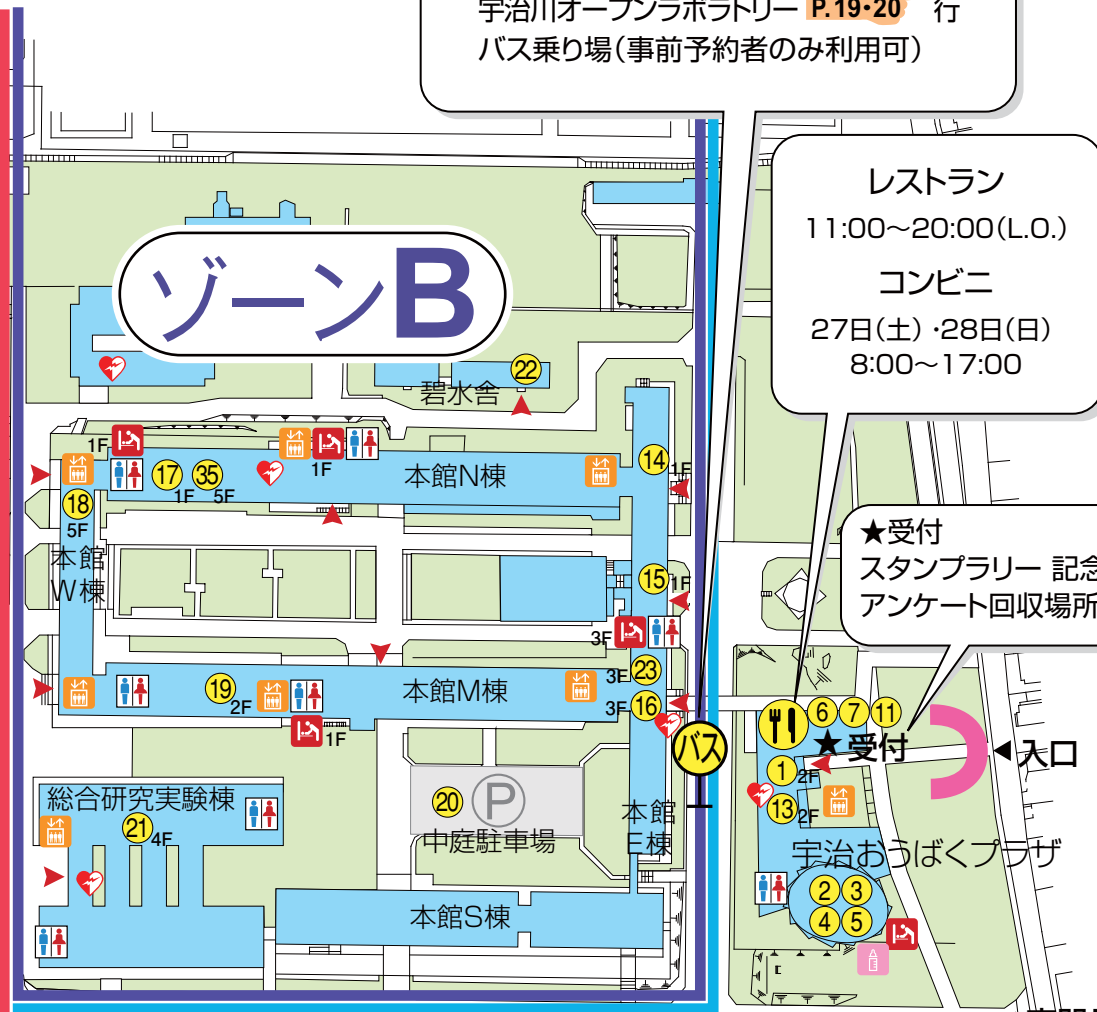 宇治川オープンラボラトリー P.19・20 行
バス乗り場(事前予約者のみ利用可)
レストラン
11:00〜20:00(L.O.)
コンビニ
27日(土)・28日(日)
8:00〜17:00
ゾーンB
22
碧水舎
1F
17
1F
35
5F
1F
本館N棟
14
1F
18
5F
本館
W棟
15
1F
★受付
スタンプラリー 記念
アンケート回収場所
3F
23
3F
16
3F
19
2F
1F
本館M棟
バス
6
7
11
★受付
入口
1
2F
13
2F
総合研究実験棟
21
4F
20
P
中庭駐車場
本館
E棟
宇治おうばくプラザ
2
3
4
5
本館S棟